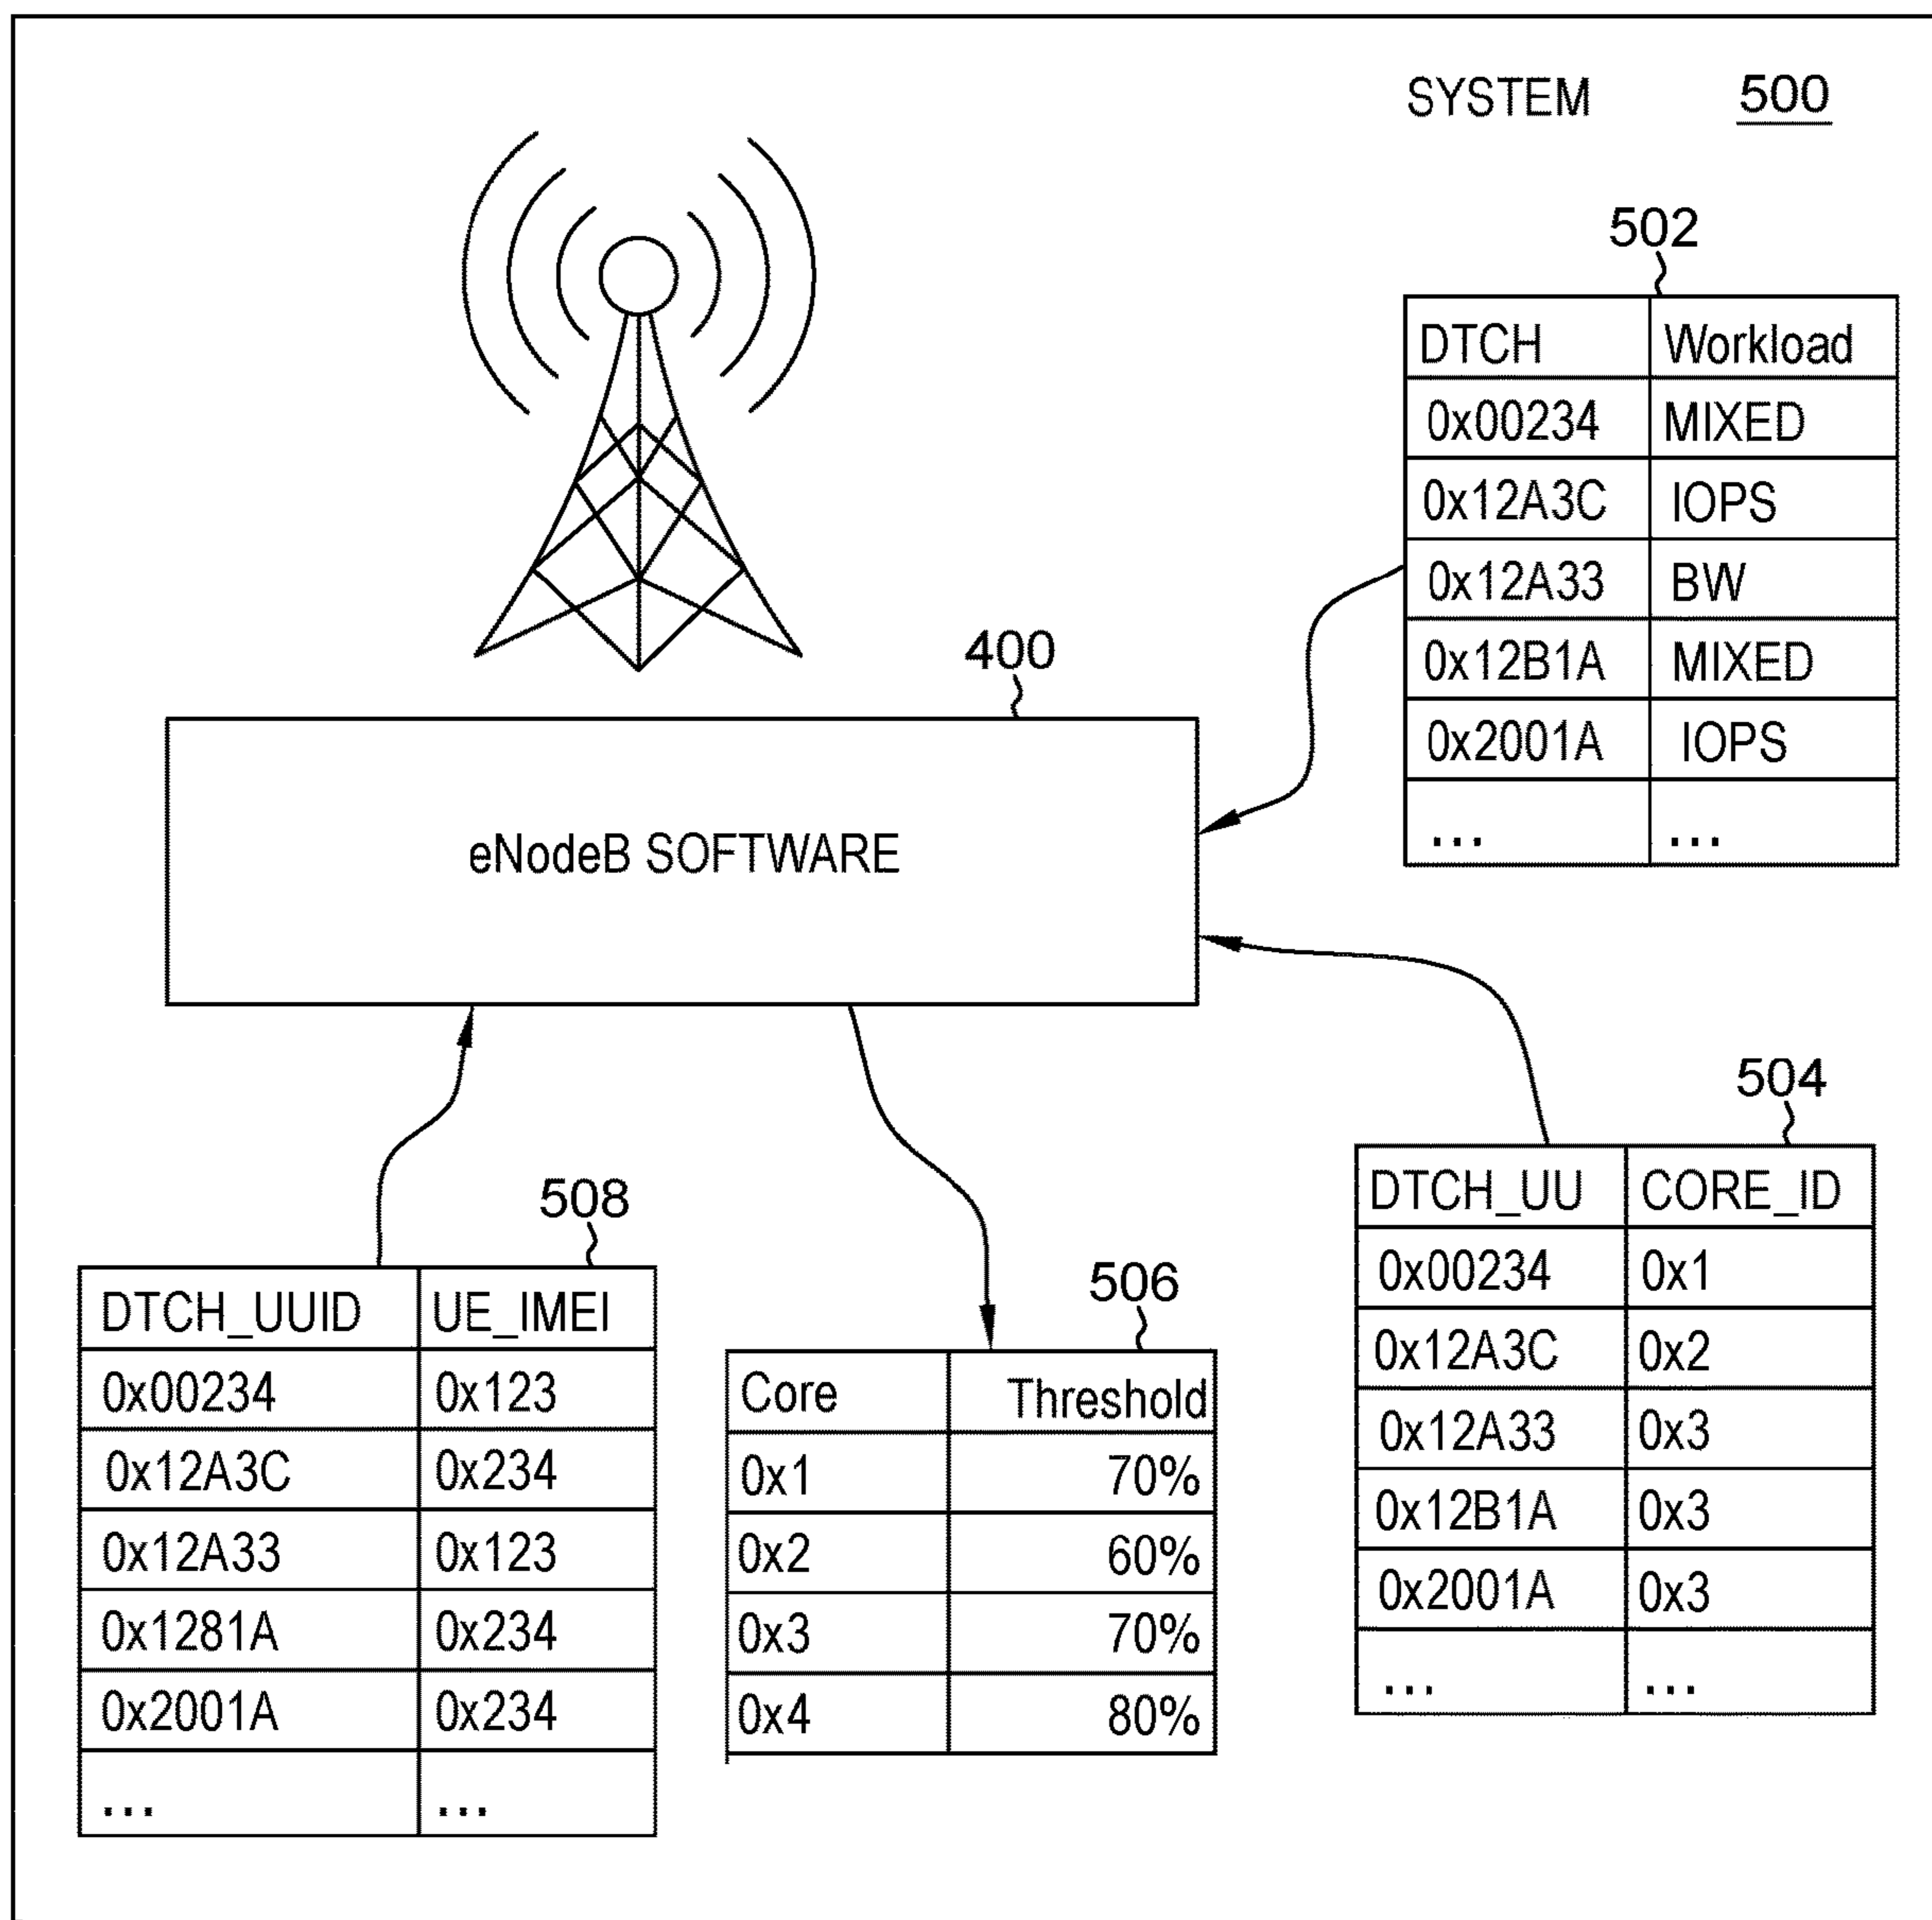 SYSTEM 500
502
DTCH Workload
0x00234 MIXED
0x12A3C IOPS
0x12A33 BW
0x12B1A MIXED
0x2001A IOPS
... ...
400
eNodeB SOFTWARE
504
DTCH_UU CORE_ID
0x00234 0x1
0x12A3C 0x2
0x12A33 0x3
0x12B1A 0x3
0x2001A 0x3
... ...
508
DTCH_UUID UE_IMEI
0x00234 0x123
0x12A3C 0x234
0x12A33 0x123
0x1281A 0x234
0x2001A 0x234
... ...
506
Core Threshold
0x1 70%
0x2 60%
0x3 70%
0x4 80%